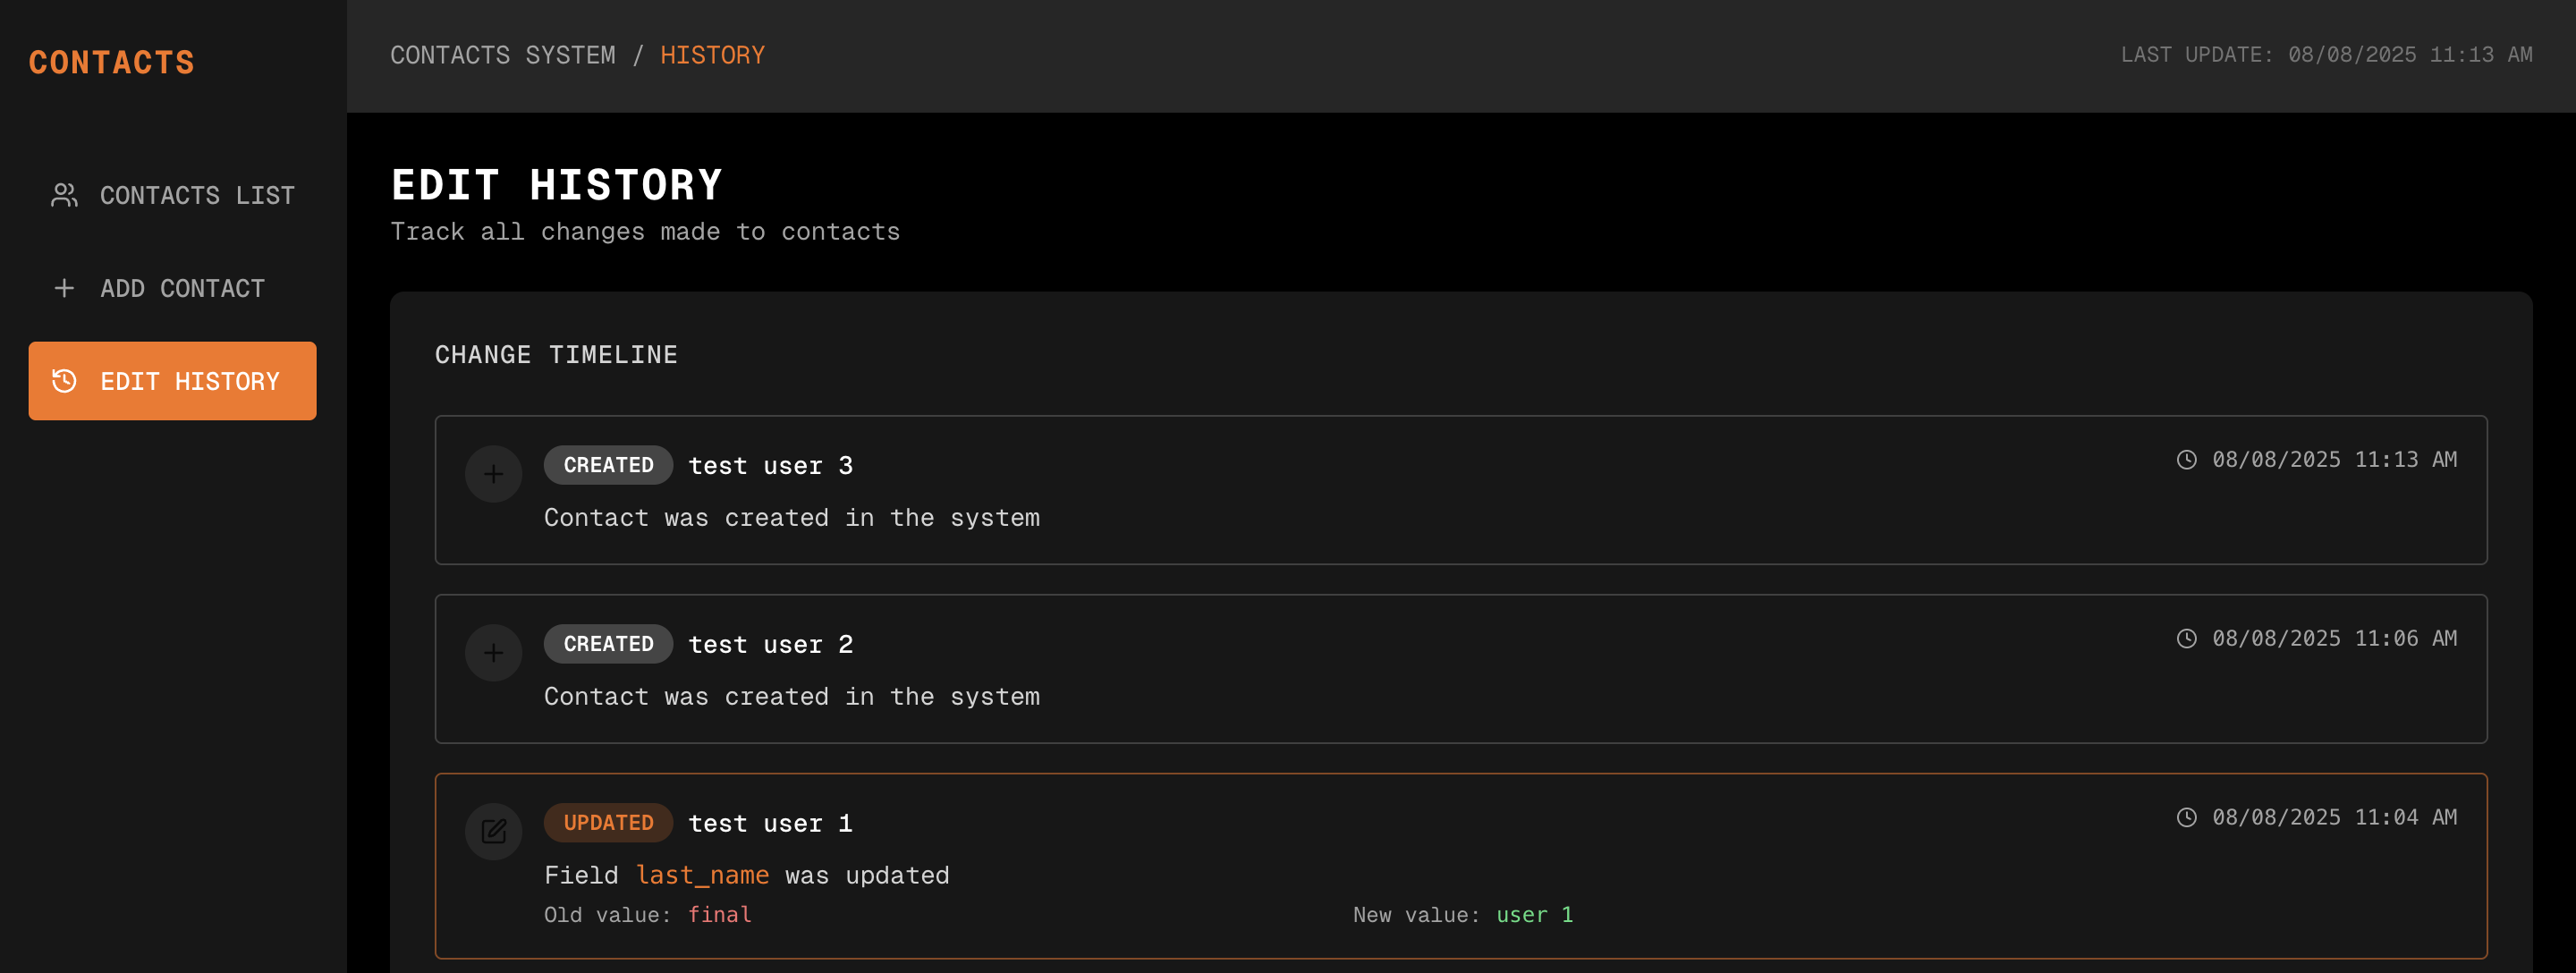 CONTACTS
CONTACTS LIST
ADD CONTACT
EDIT HISTORY
CONTACTS SYSTEM / HISTORY
LAST UPDATE: 08/08/2025 11:13 AM
EDIT HISTORY
Track all changes made to contacts
CHANGE TIMELINE
CREATED test user 3
08/08/2025 11:13 AM
Contact was created in the system
CREATED test user 2
08/08/2025 11:06 AM
Contact was created in the system
UPDATED test user 1
08/08/2025 11:04 AM
Field last_name was updated
Old value: final
New value: user 1